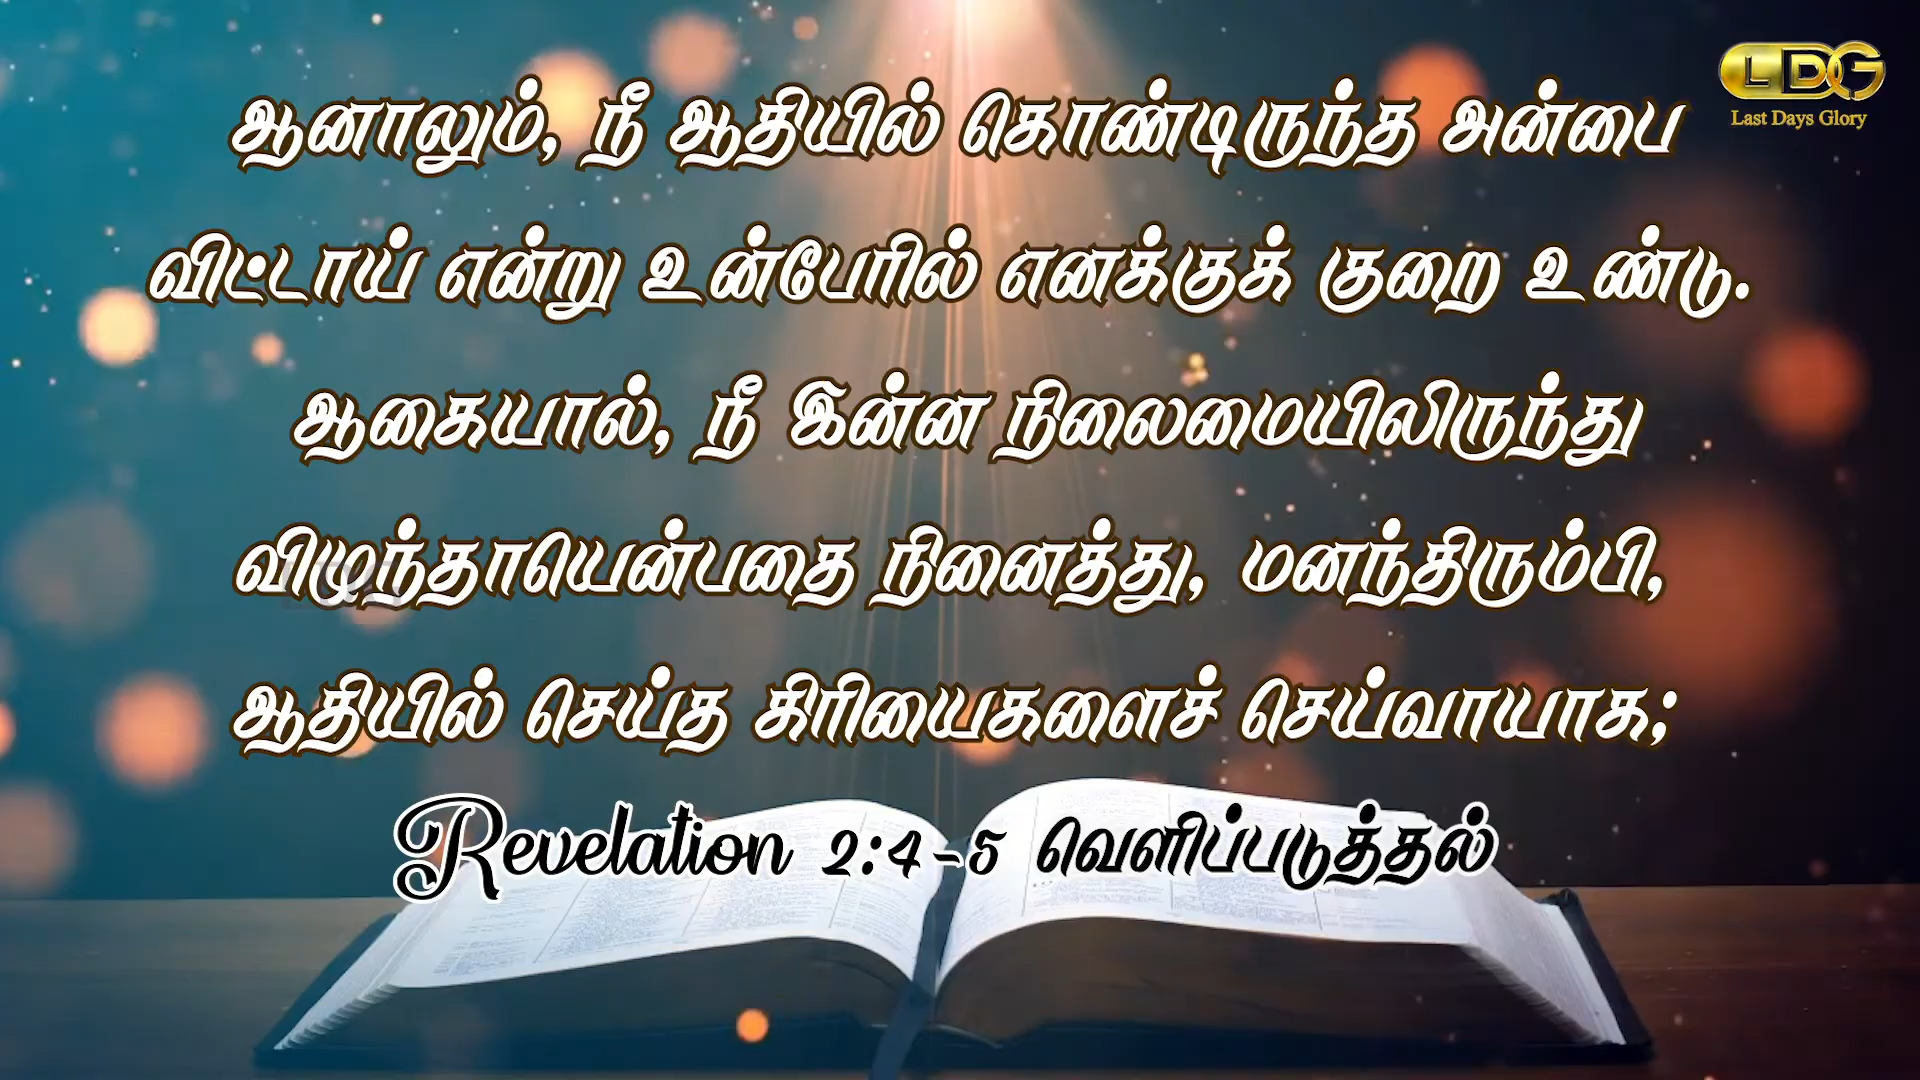 LDG
Last Days Glory
ஆனாலும், நீ ஆதியில் கொண்டிருந்த அன்பை
விட்டாய் என்று உன்பேரில் எனக்குக் குறை உண்டு.
ஆகையால், நீ இன்ன நிலைமையிலிருந்து
விழுந்தாயென்பதை நினைத்து, மனந்திரும்பி,
ஆதியில் செய்த கிரியைகளைச் செய்வாயாக;
Revelation 2:4-5 வெளிப்படுத்தல்